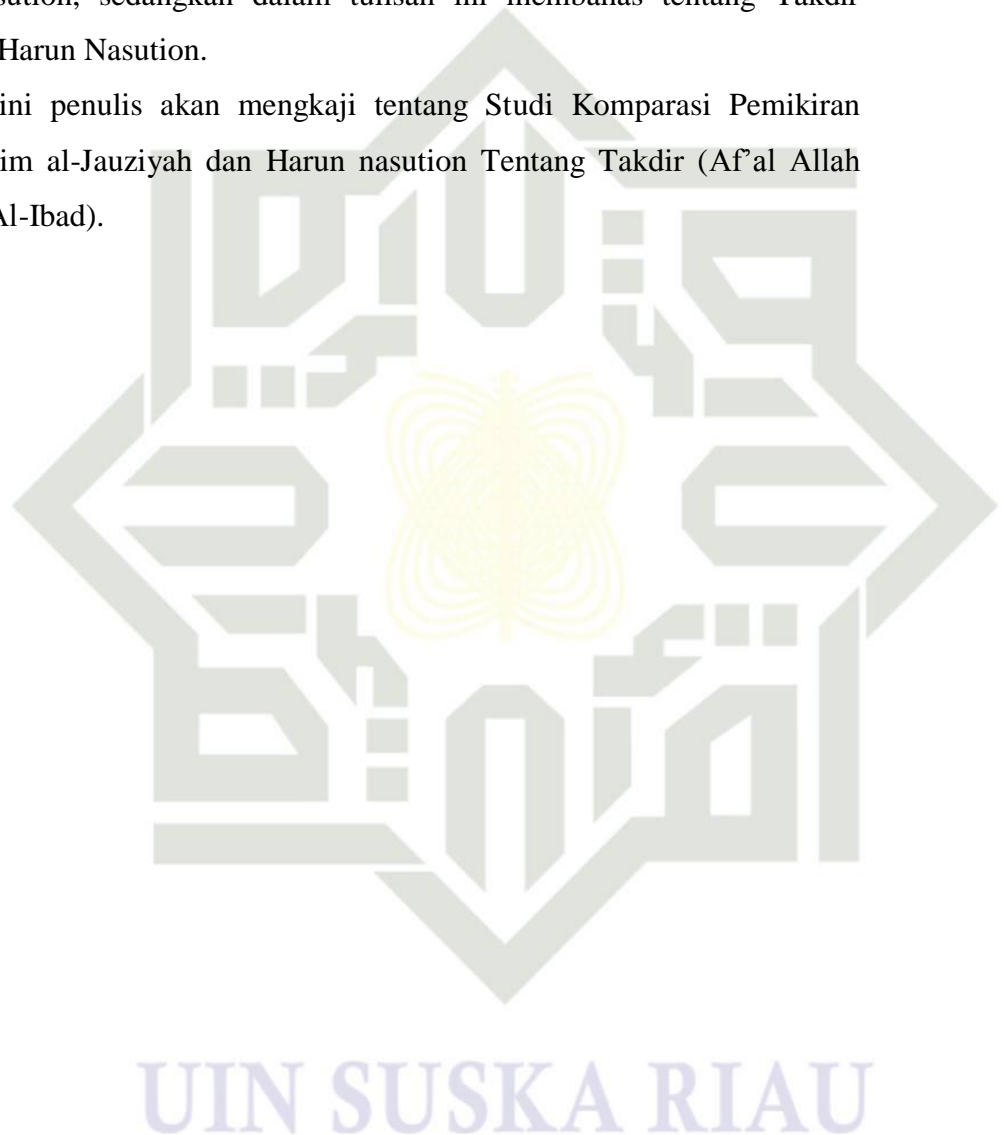 sution, sedangkan dalam tulisan ini membahas tentang Takdir
Harun Nasution.
ini penulis akan mengkaji tentang Studi Komparasi Pemikiran
im al-Jauziyah dan Harun nasution Tentang Takdir (Af’al Allah
Al-Ibad).
UIN SUSKA RIAU